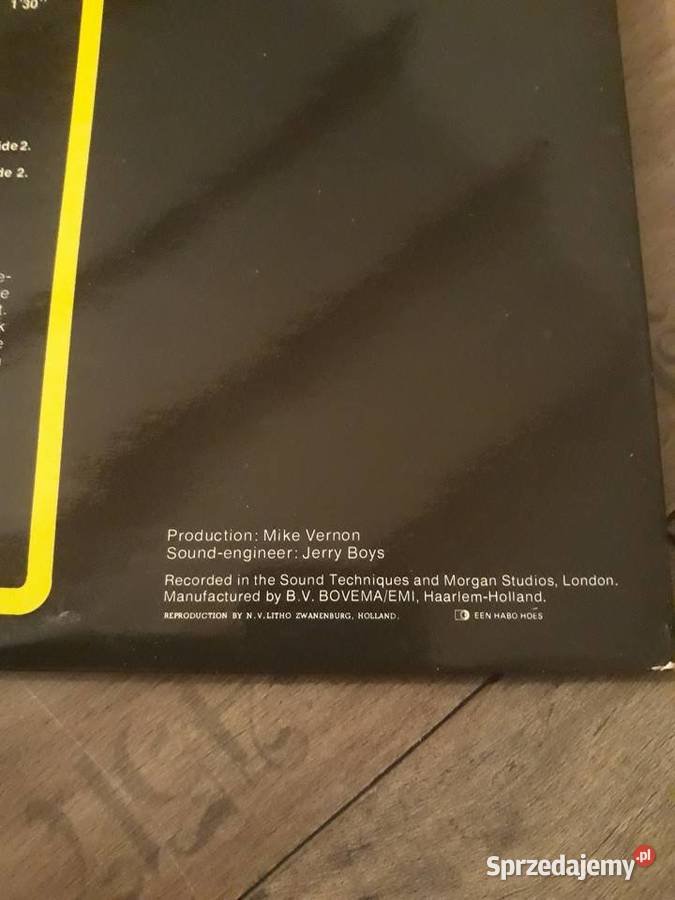 1'30"
ide 2.
de 2.
e-
e
t.
k
e
Production: Mike Vernon
Sound-engineer: Jerry Boys
Recorded in the Sound Techniques and Morgan Studios, London.
Manufactured by B.V. BOVEMA/EMI, Haarlem-Holland.
REPRODUCTION BY N.V. LITHO ZWANENBURG, HOLLAND.
EEN HABO HOES
Sprzedajemy.pl